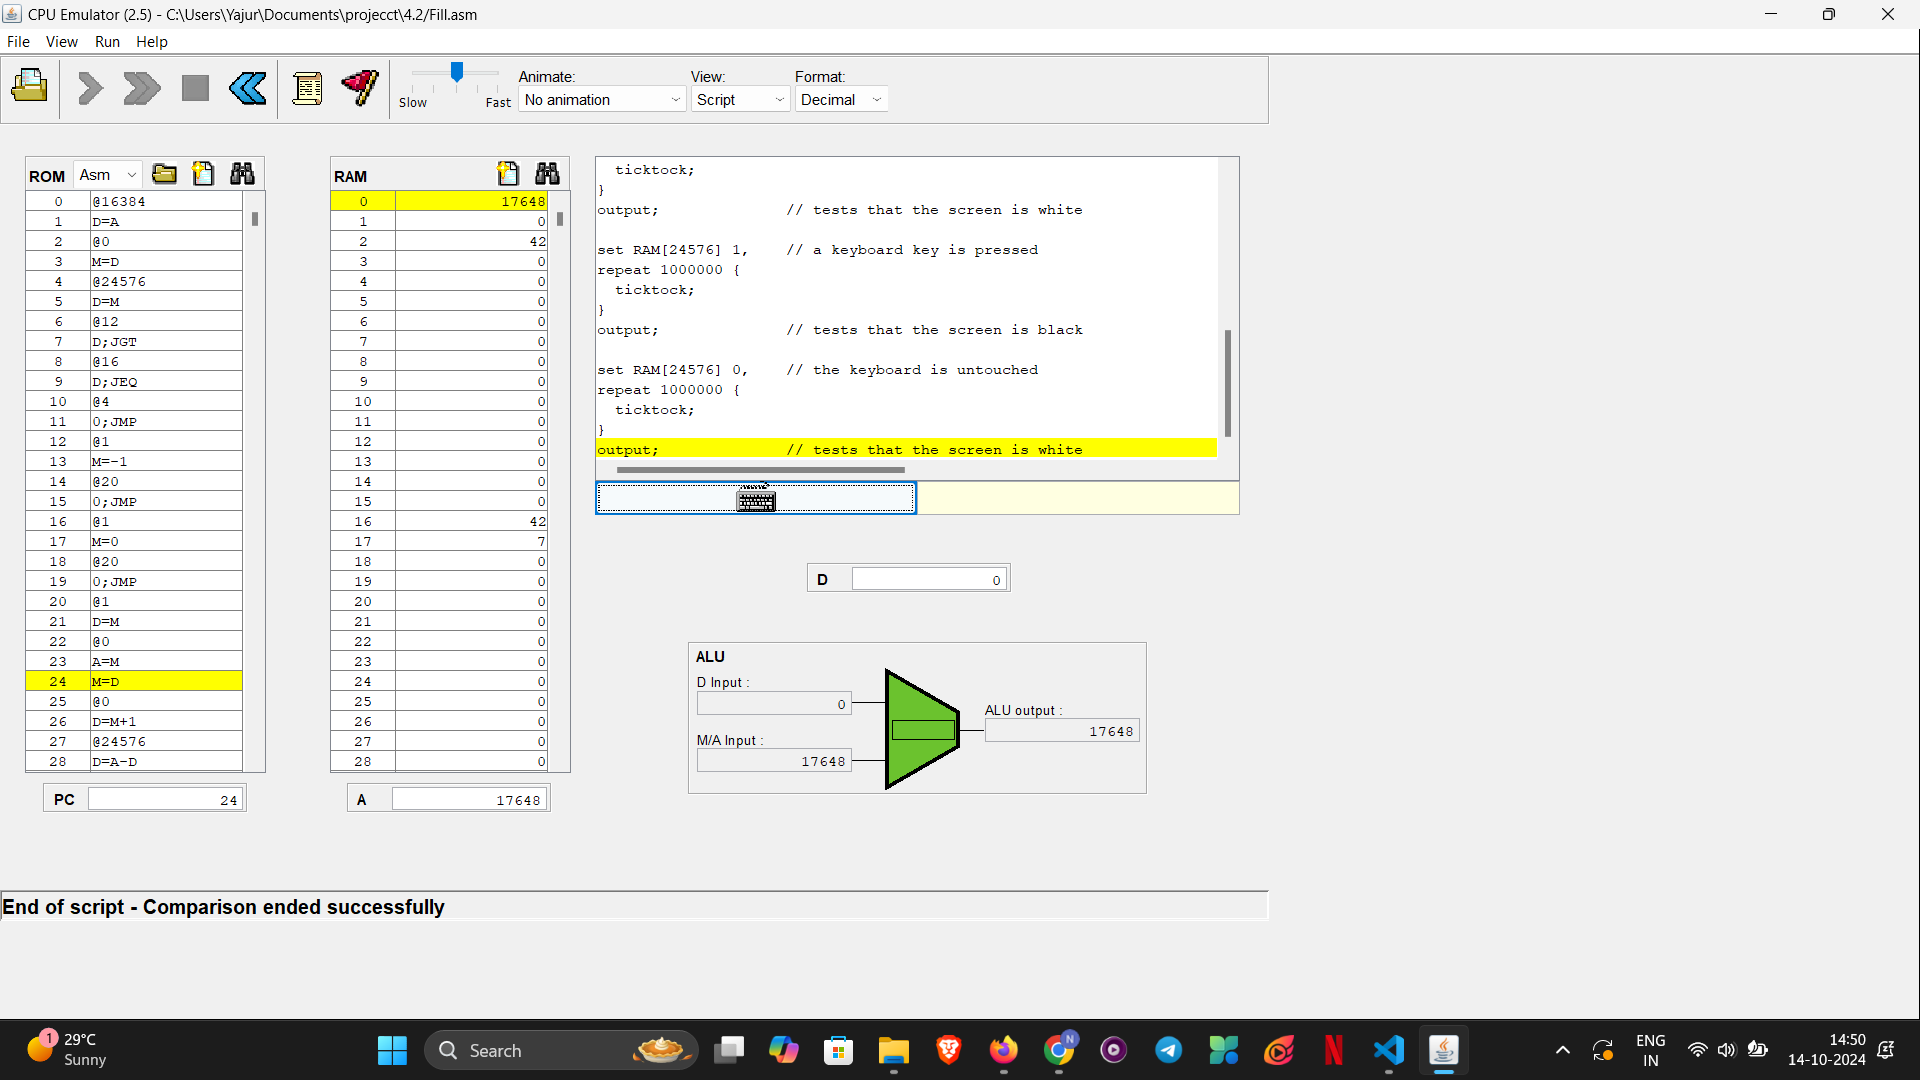 CPU Emulator (2.5) - C:\Users\Yajur\Documents\projecct\4.2/Fill.asm
File View Run Help
Slow Fast
Animate: View: Format:
No animation Script Decimal
ROM Asm
0 @16384
1 D=A
2 @0
3 M=D
4 @24576
5 D=M
6 @12
7 D;JGT
8 @16
9 D;JEQ
10 @4
11 0;JMP
12 @1
13 M=-1
14 @20
15 0;JMP
16 @1
17 M=0
18 @20
19 0;JMP
20 @1
21 D=M
22 @0
23 A=M
24 M=D
25 @0
26 D=M+1
27 @24576
28 D=A-D
PC 24
RAM
0 17648
1 0
2 42
3 0
4 0
5 0
6 0
7 0
8 0
9 0
10 0
11 0
12 0
13 0
14 0
15 0
16 42
17 7
18 0
19 0
20 0
21 0
22 0
23 0
24 0
25 0
26 0
27 0
28 0
A 17648
ticktock;
}
output; // tests that the screen is white
set RAM[24576] 1, // a keyboard key is pressed
repeat 1000000 {
ticktock;
}
output; // tests that the screen is black
set RAM[24576] 0, // the keyboard is untouched
repeat 1000000 {
ticktock;
}
output; // tests that the screen is white
D 0
ALU
D Input :
0
M/A Input :
17648
ALU output :
17648
End of script - Comparison ended successfully
1
29°C
Sunny
Search
N
N
ENG
IN
14:50
14-10-2024